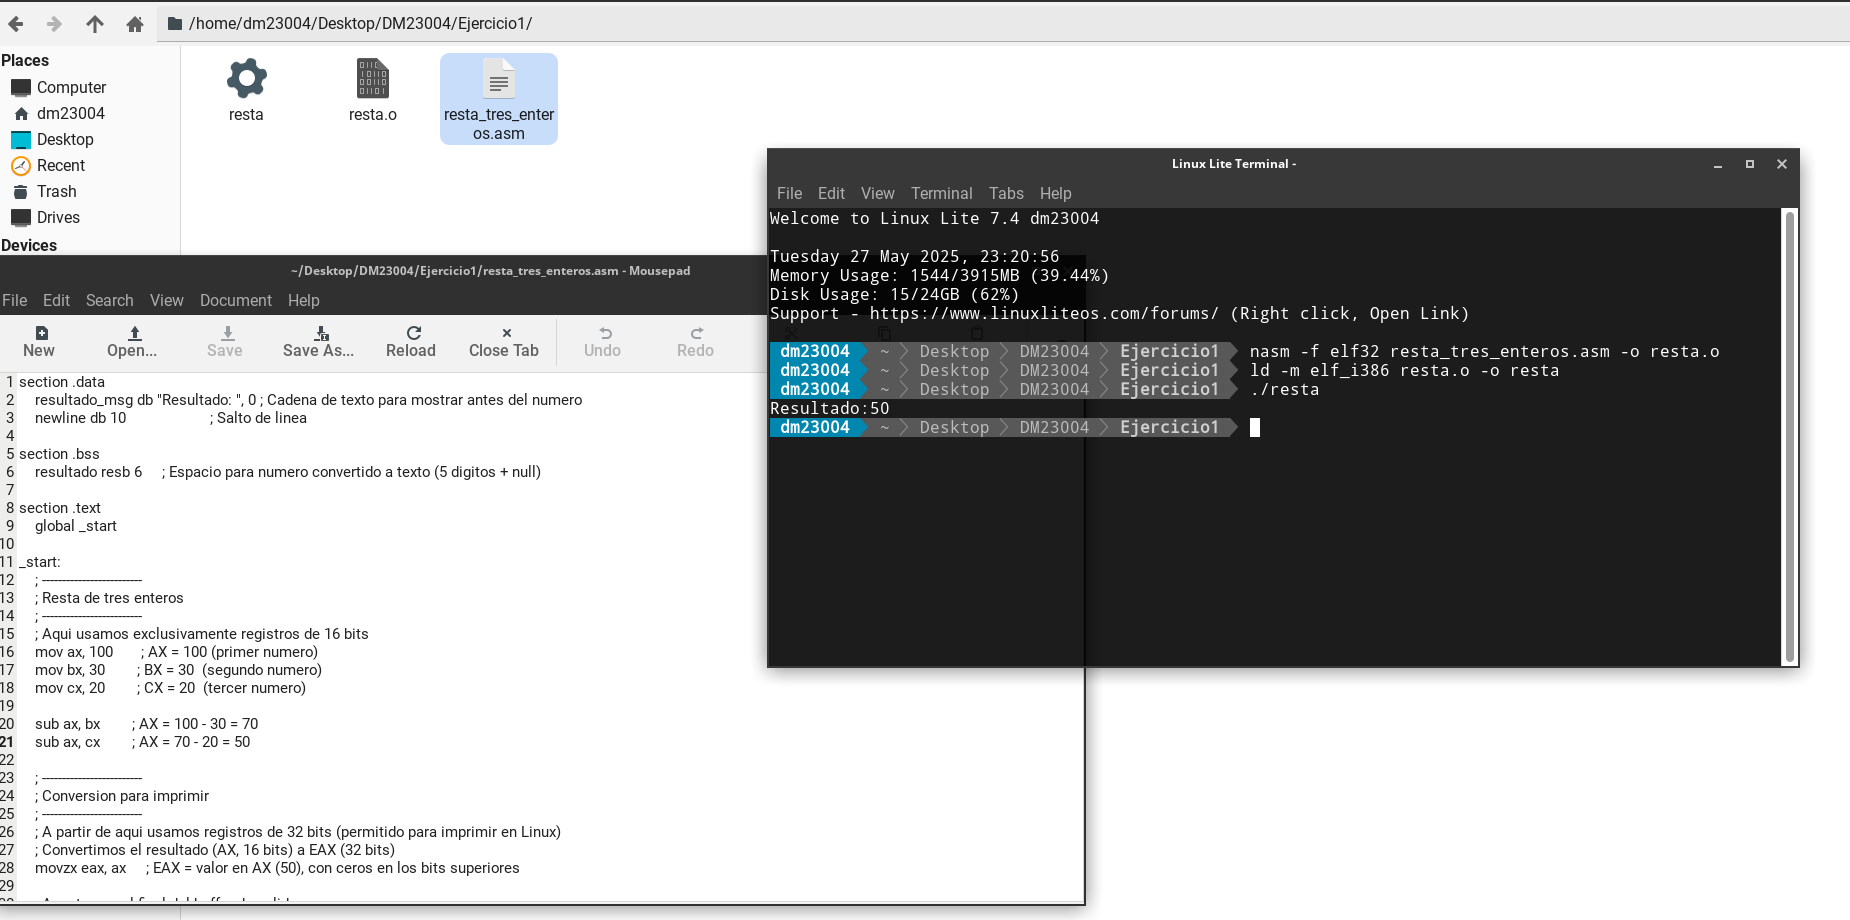 /home/dm23004/Desktop/DM23004/Ejercicio1/
Places
Computer
dm23004
Desktop
Recent
Trash
Drives
Devices
resta
resta.o
resta_tres_enter
os.asm
Linux Lite Terminal -
File Edit View Terminal Tabs Help
Welcome to Linux Lite 7.4 dm23004
Tuesday 27 May 2025, 23:20:56
Memory Usage: 1544/3915MB (39.44%)
Disk Usage: 15/24GB (62%)
Support - https://www.linuxliteos.com/forums/ (Right click, Open Link)
dm23004 ~ Desktop DM23004 Ejercicio1 nasm -f elf32 resta_tres_enteros.asm -o resta.o
dm23004 ~ Desktop DM23004 Ejercicio1 ld -m elf_i386 resta.o -o resta
dm23004 ~ Desktop DM23004 Ejercicio1 ./resta
Resultado:50
dm23004 ~ Desktop DM23004 Ejercicio1
~/Desktop/DM23004/Ejercicio1/resta_tres_enteros.asm - Mousepad
File Edit Search View Document Help
New Open... Save Save As... Reload Close Tab Undo Redo
1 section .data
2 resultado_msg db "Resultado: ", 0 ; Cadena de texto para mostrar antes del numero
3 newline db 10 ; Salto de linea
4
5 section .bss
6 resultado resb 6 ; Espacio para numero convertido a texto (5 digitos + null)
7
8 section .text
9 global _start
10
11 _start:
12 ; -------------------------
13 ; Resta de tres enteros
14 ; -------------------------
15 ; Aqui usamos exclusivamente registros de 16 bits
16 mov ax, 100 ; AX = 100 (primer numero)
17 mov bx, 30 ; BX = 30 (segundo numero)
18 mov cx, 20 ; CX = 20 (tercer numero)
19
20 sub ax, bx ; AX = 100 - 30 = 70
21 sub ax, cx ; AX = 70 - 20 = 50
22
23 ; -------------------------
24 ; Conversion para imprimir
25 ; -------------------------
26 ; A partir de aqui usamos registros de 32 bits (permitido para imprimir en Linux)
27 ; Convertimos el resultado (AX, 16 bits) a EAX (32 bits)
28 movzx eax, ax ; EAX = valor en AX (50), con ceros en los bits superiores
29